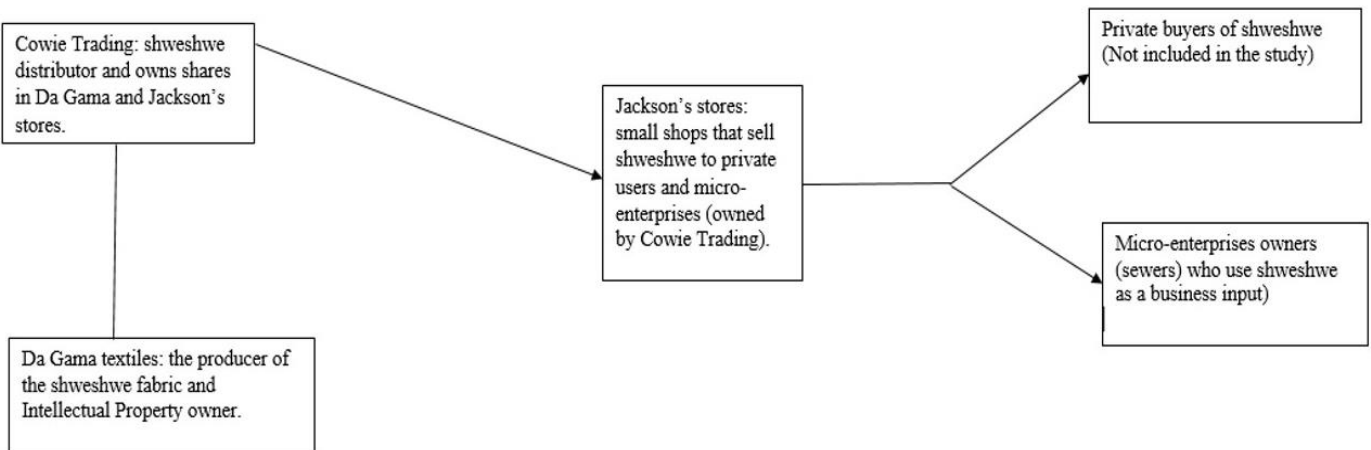 Cowie Trading: shweshwe
distributor and owns shares
in Da Gama and Jackson’s
stores.
Da Gama textiles: the producer of
the shweshwe fabric and
Intellectual Property owner.
Jackson’s stores:
small shops that sell
shweshwe to private
users and micro-
enterprises (owned
by Cowie Trading).
Private buyers of shweshwe
(Not included in the study)
Micro-enterprises owners
(sewers) who use shweshwe
as a business input)